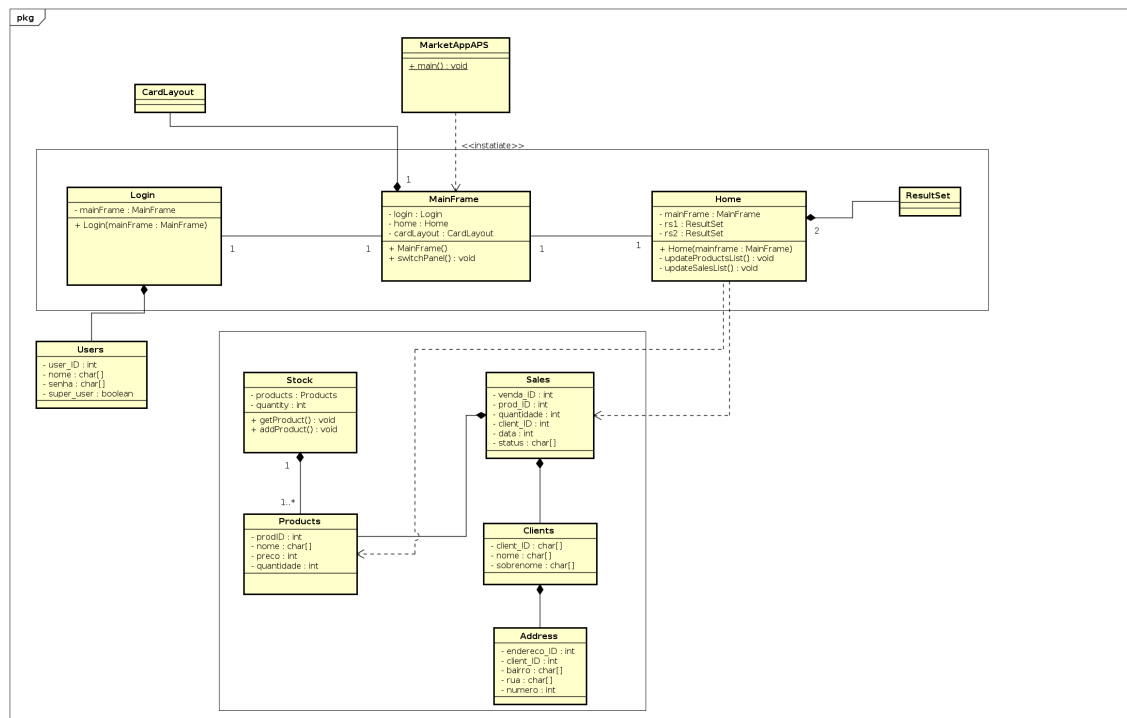 pkg
MarketAppAPS
+ main() : void
CardLayout
<<instatiate>>
1
Login
- mainFrame : MainFrame
+ Login(mainFrame : MainFrame)
MainFrame
- login : Login
- home : Home
- cardLayout : CardLayout
+ MainFrame()
+ switchPanel() : void
Home
- mainFrame : MainFrame
- rs1 : ResultSet
- rs2 : ResultSet
+ Home(mainframe : MainFrame)
- updateProductsList() : void
- updateSalesList() : void
ResultSet
1
1
1
1
2
Users
- user_ID : int
- nome : char[]
- senha : char[]
- super_user : boolean
Stock
- products : Products
- quantity : int
+ getProduct() : void
+ addProduct() : void
Sales
- venda_ID : int
- prod_ID : int
- quantidade : int
- client_ID : int
- data : int
- status : char[]
1
1..*
Products
- prodID : int
- nome : char[]
- preco : int
- quantidade : int
Clients
- client_ID : char[]
- nome : char[]
- sobrenome : char[]
Address
- endereco_ID : int
- client_ID : int
- bairro : char[]
- rua : char[]
- numero : int